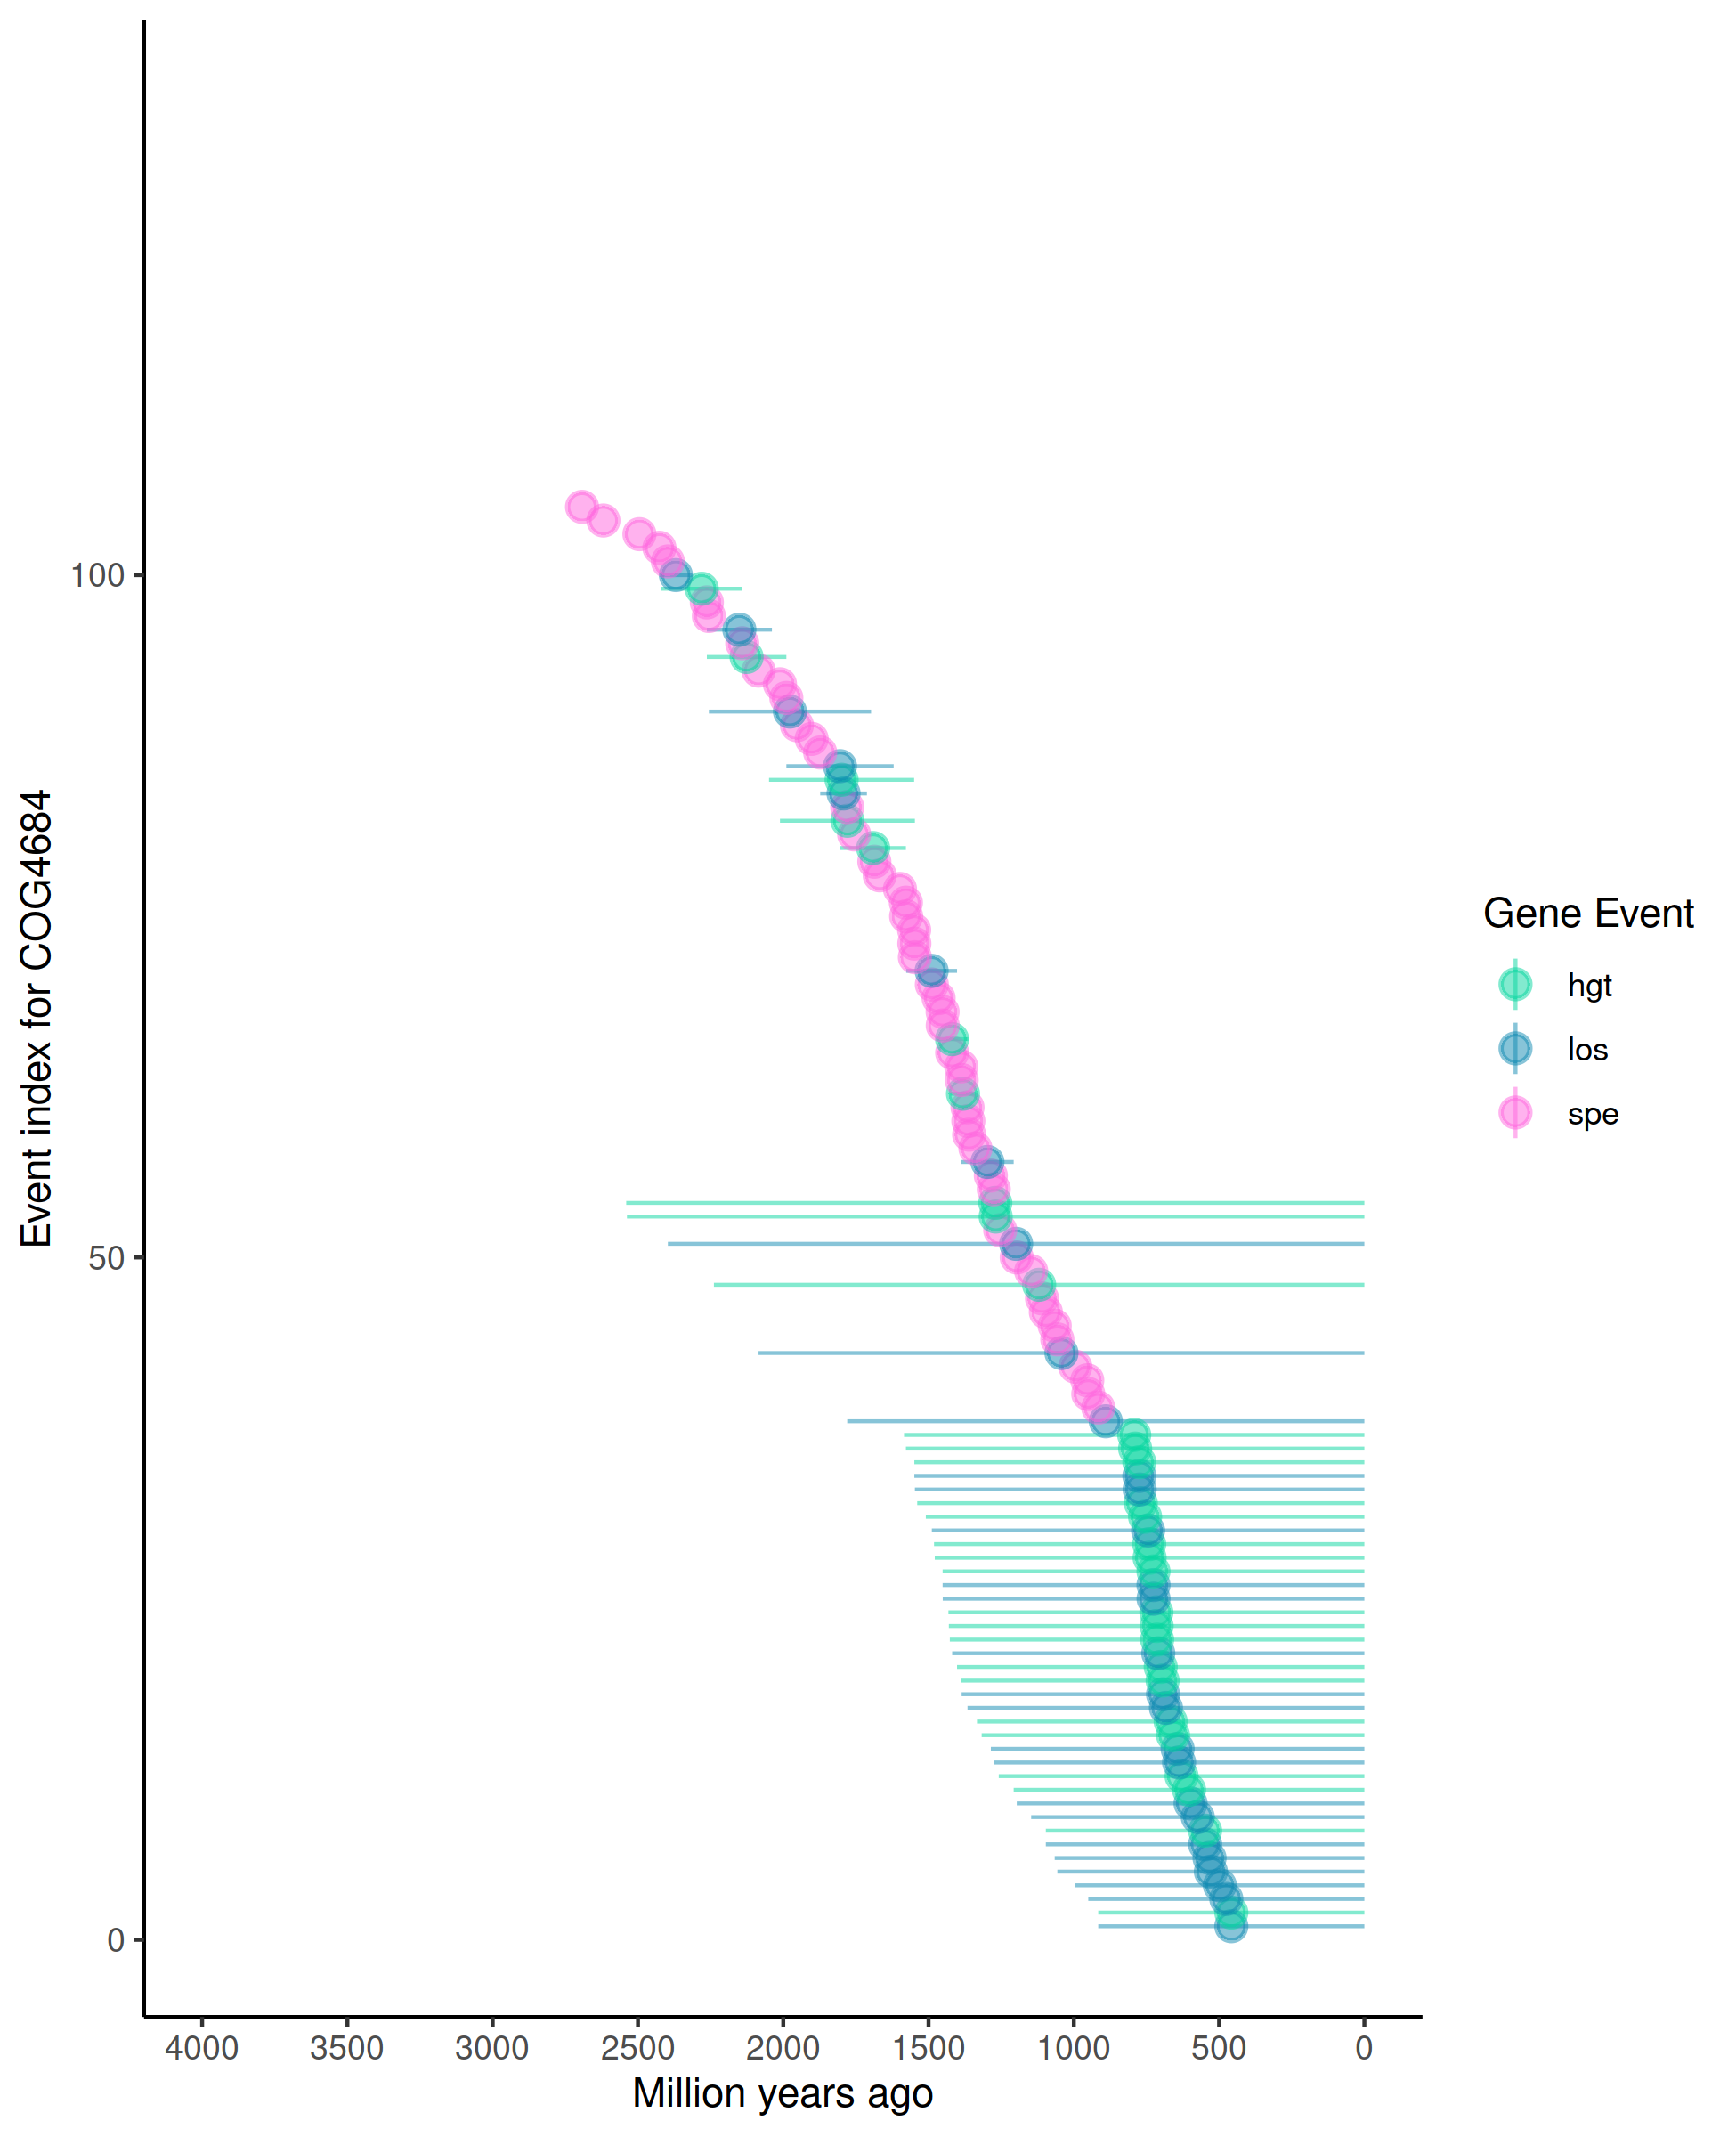 Event index for COG4684
100
50
0
4000 3500 3000 2500 2000 1500 1000 500 0
Million years ago
Gene Event
hgt
los
spe